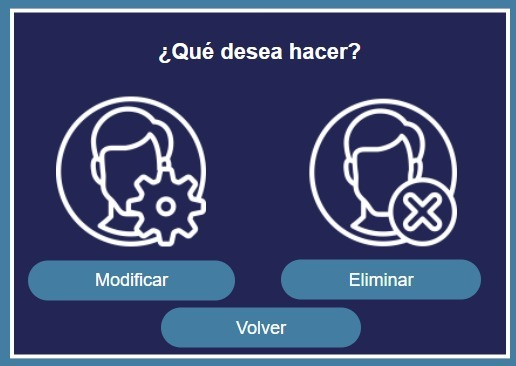 ¿Qué desea hacer?
Modificar
Eliminar
Volver